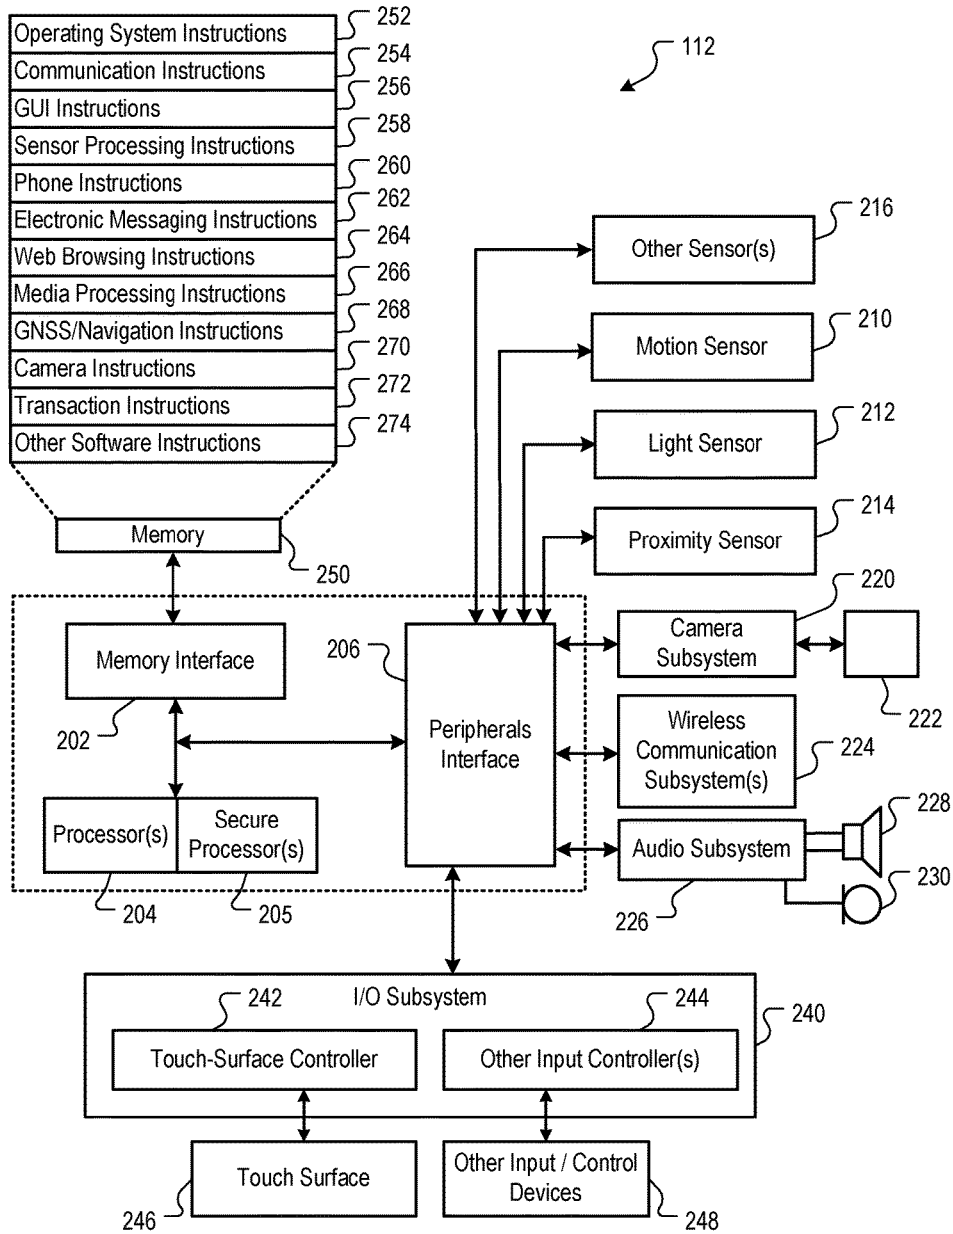 Operating System Instructions
252
Communication Instructions
254
GUI Instructions
256
Sensor Processing Instructions
258
Phone Instructions
260
Electronic Messaging Instructions
262
Web Browsing Instructions
264
Media Processing Instructions
266
GNSS/Navigation Instructions
268
Camera Instructions
270
Transaction Instructions
272
Other Software Instructions
274
112
Other Sensor(s)
216
Motion Sensor
210
Light Sensor
212
Proximity Sensor
214
Memory
250
Memory Interface
202
206
Peripherals
Interface
Camera
Subsystem
220
222
Wireless
Communication
Subsystem(s)
224
Processor(s)
204
Secure
Processor(s)
205
Audio Subsystem
226
228
230
I/O Subsystem
240
242
Touch-Surface Controller
244
Other Input Controller(s)
Touch Surface
246
Other Input / Control
Devices
248